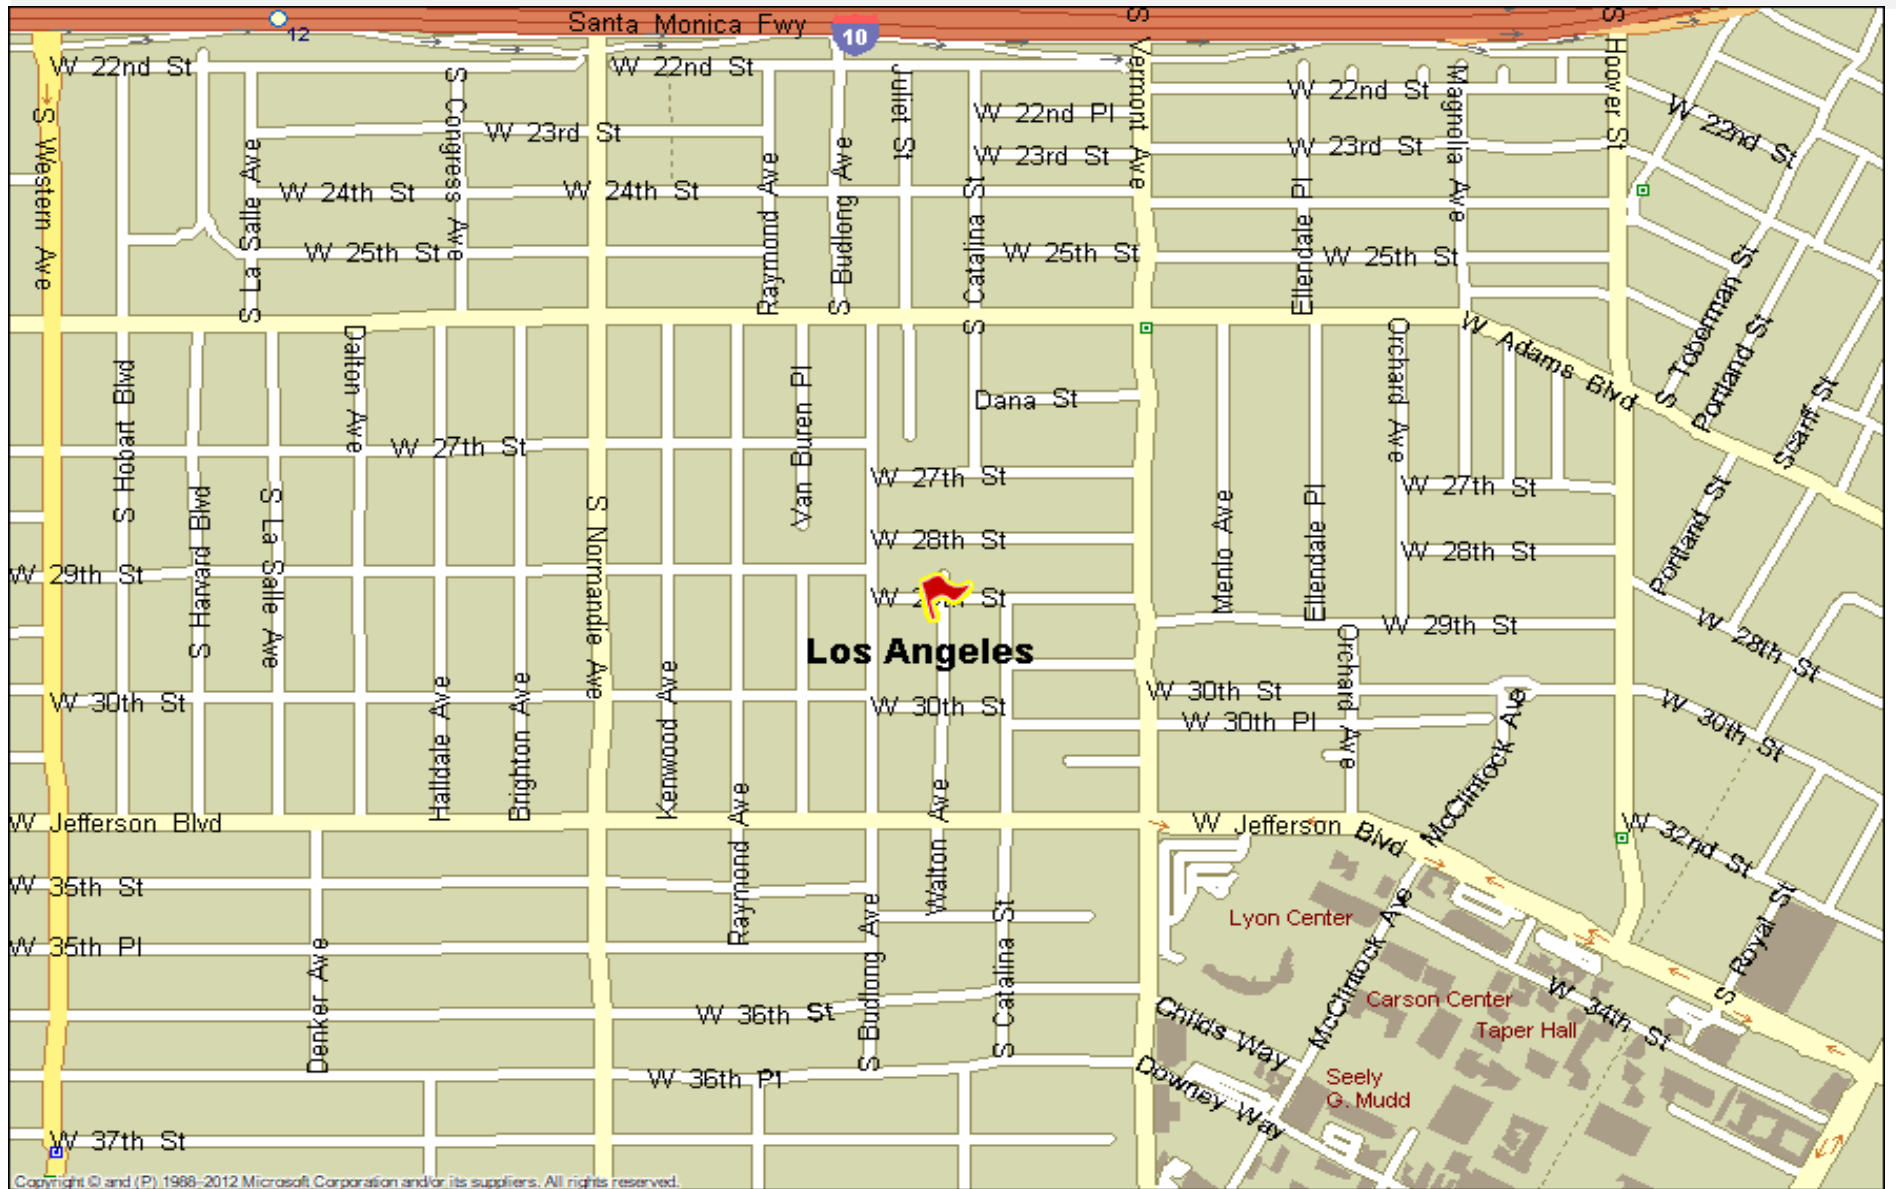 Santa Monica Fwy
10
12
W 22nd St
W 22nd St
W 22nd Pl
W 22nd St
W 22nd St
W 23rd St
W 23rd St
W 23rd St
W 24th St
W 24th St
W 25th St
W 25th St
W 25th St
S Western Ave
S La Salle Ave
S Congress Ave
Raymond Ave
S Budlong Ave
Juliet St
S Catalina St
S Vermont Ave
Ellendale Pl
Magnolia Ave
S Hoover St
W Adams Blvd
S Toberman St
Portland St
Scarff St
S Hobart Blvd
S Harvard Blvd
S La Salle Ave
Dalton Ave
W 27th St
Van Buren Pl
Dana St
W 27th St
W 28th St
Orchard Ave
W 27th St
W 28th St
Menlo Ave
Ellendale Pl
Portland St
W 28th St
W 29th St
S Normandie Ave
St
Los Angeles
W 29th St
Orchard Ave
W 30th St
Halldale Ave
Brighton Ave
Kenwood Ave
W 30th St
W 30th St
W 30th Pl
W 30th St
McClintock Ave
Raymond Ave
Walton Ave
W Jefferson Blvd
W Jefferson Blvd
W 32nd St
W 35th St
W 35th Pl
Denker Ave
S Budlong Ave
S Catalina St
Lyon Center
McClintock Ave
S Royal St
Carson Center
Taper Hall
W 34th St
W 36th St
Childs Way
W 36th Pl
Downey Way
Seely
G. Mudd
W 37th St
Copyright © and (P) 1988–2012 Microsoft Corporation and/or its suppliers. All rights reserved.